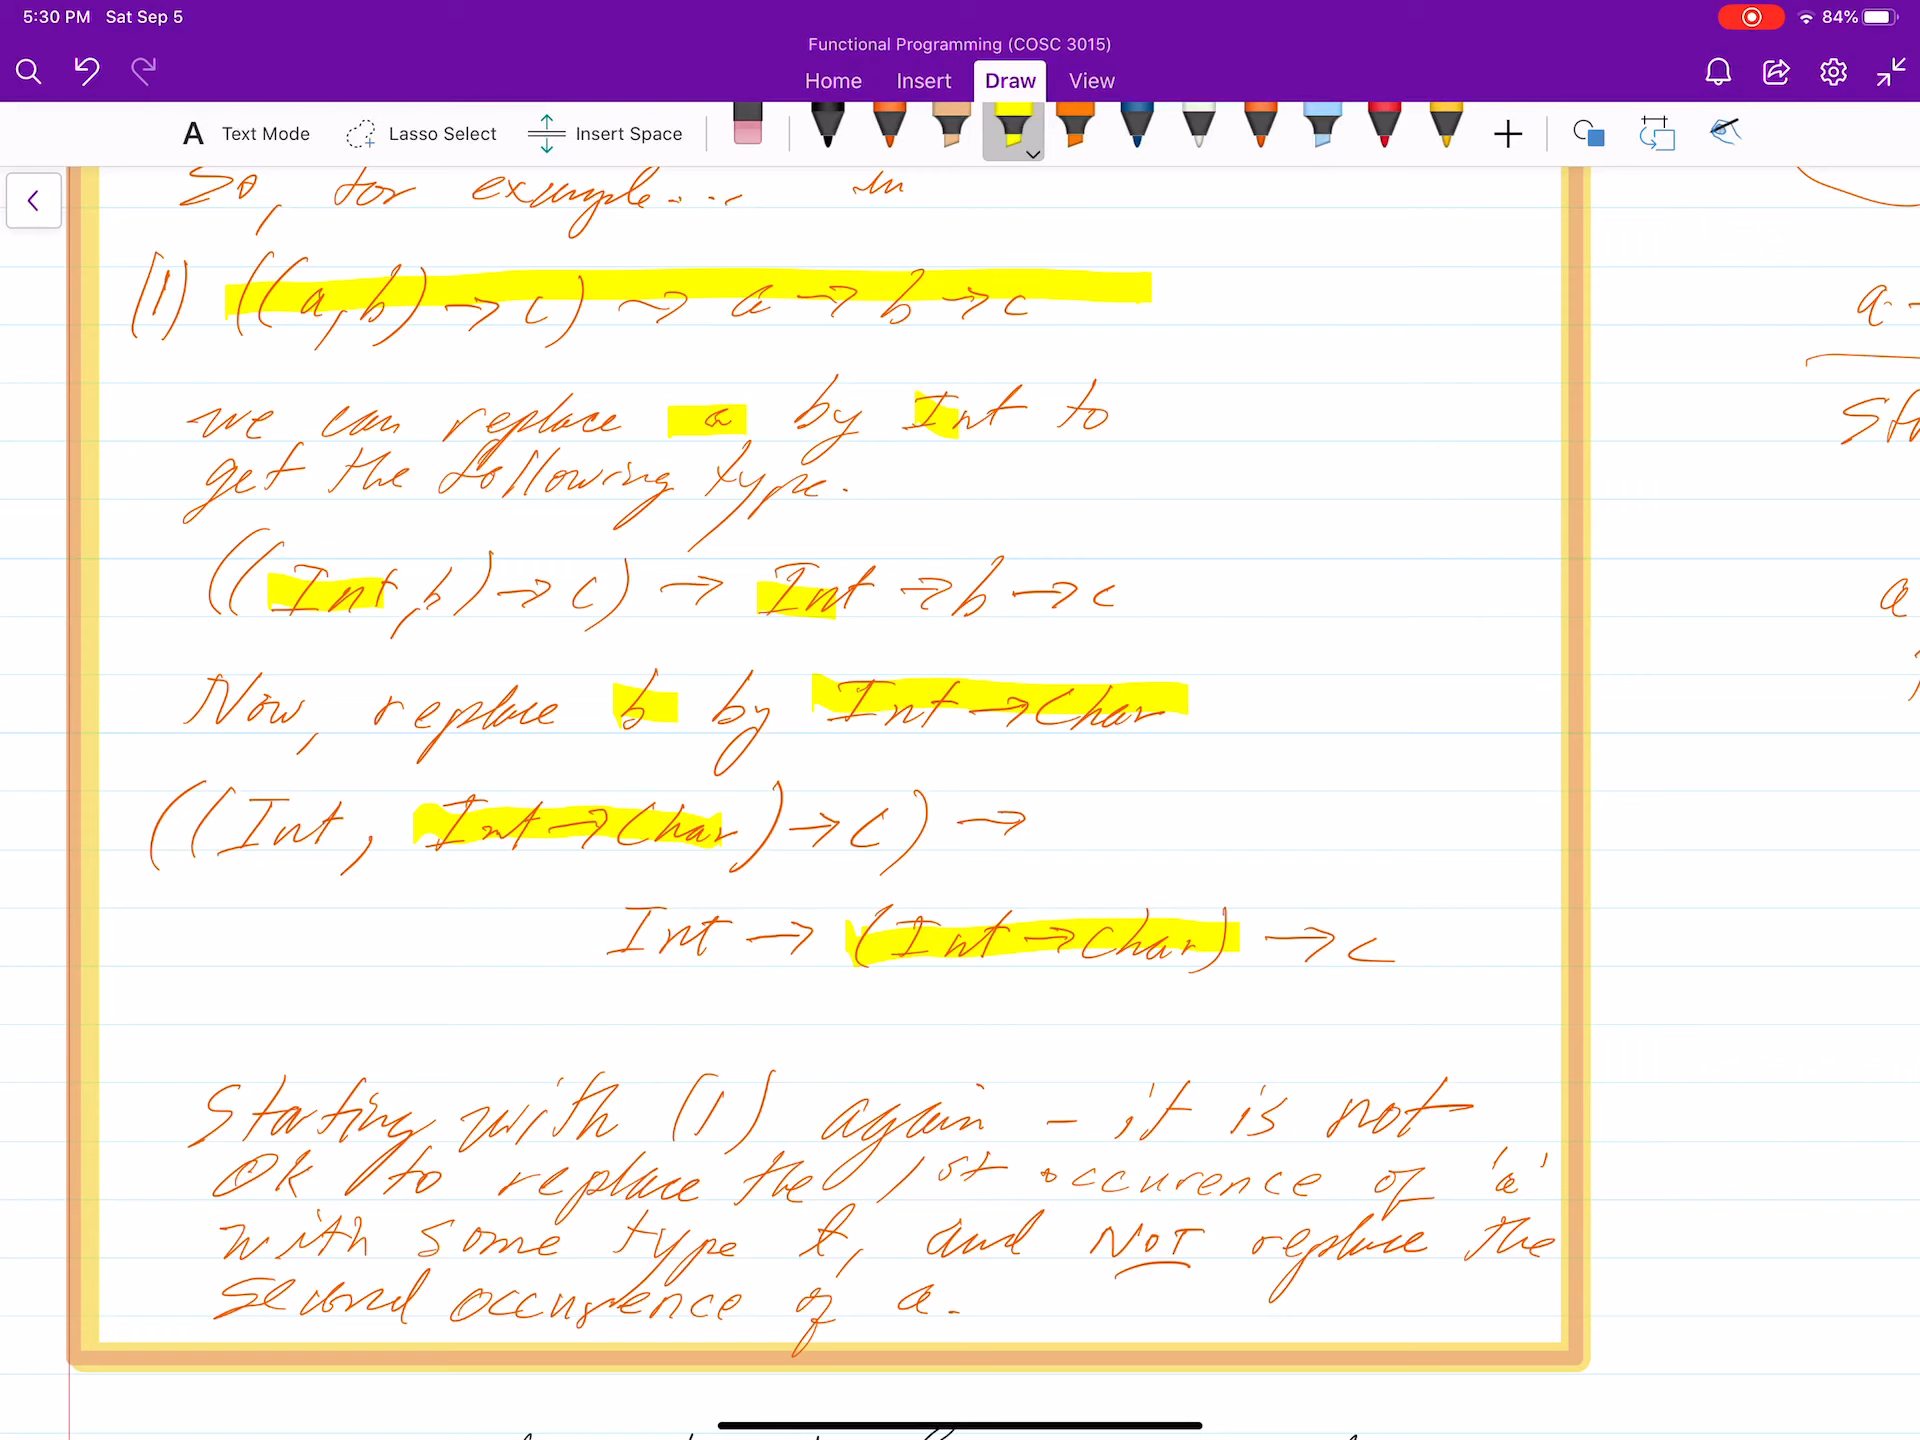 5:30 PM Sat Sep 5
84%
Functional Programming (COSC 3015)
Home Insert Draw View
A Text Mode Lasso Select Insert Space
So, for example.... in
(1) ((a,b) → c) → a → b → c
we can replace a by Int to
get the following type.
((Int, b) → c) → Int → b → c
Now, replace b by Int → Char
((Int, Int → Char) → c) →
Int → (Int → Char) → c
Starting with (1) again - it is not
OK to replace the 1st occurence of 'a'
with some type t, and NOT replace the
second occurence of a.
a
a